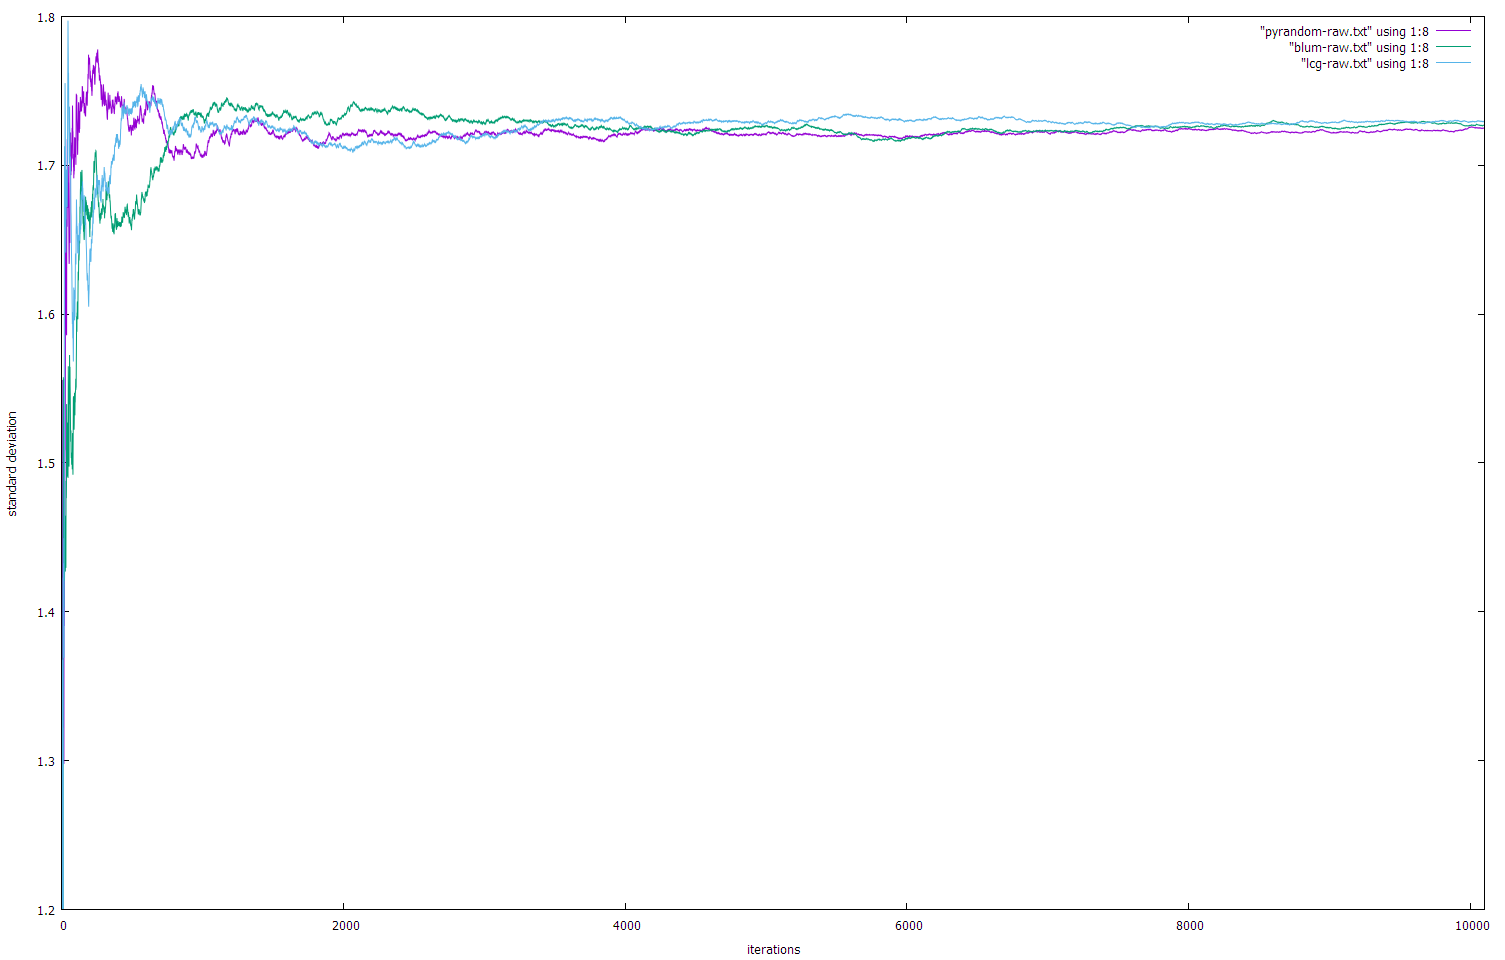 1.8
"pyrandom-raw.txt" using 1:8
"blum-raw.txt" using 1:8
"lcg-raw.txt" using 1:8
1.7
1.6
1.5
standard deviation
1.4
1.3
1.2
0 2000 4000 6000 8000 10000
iterations